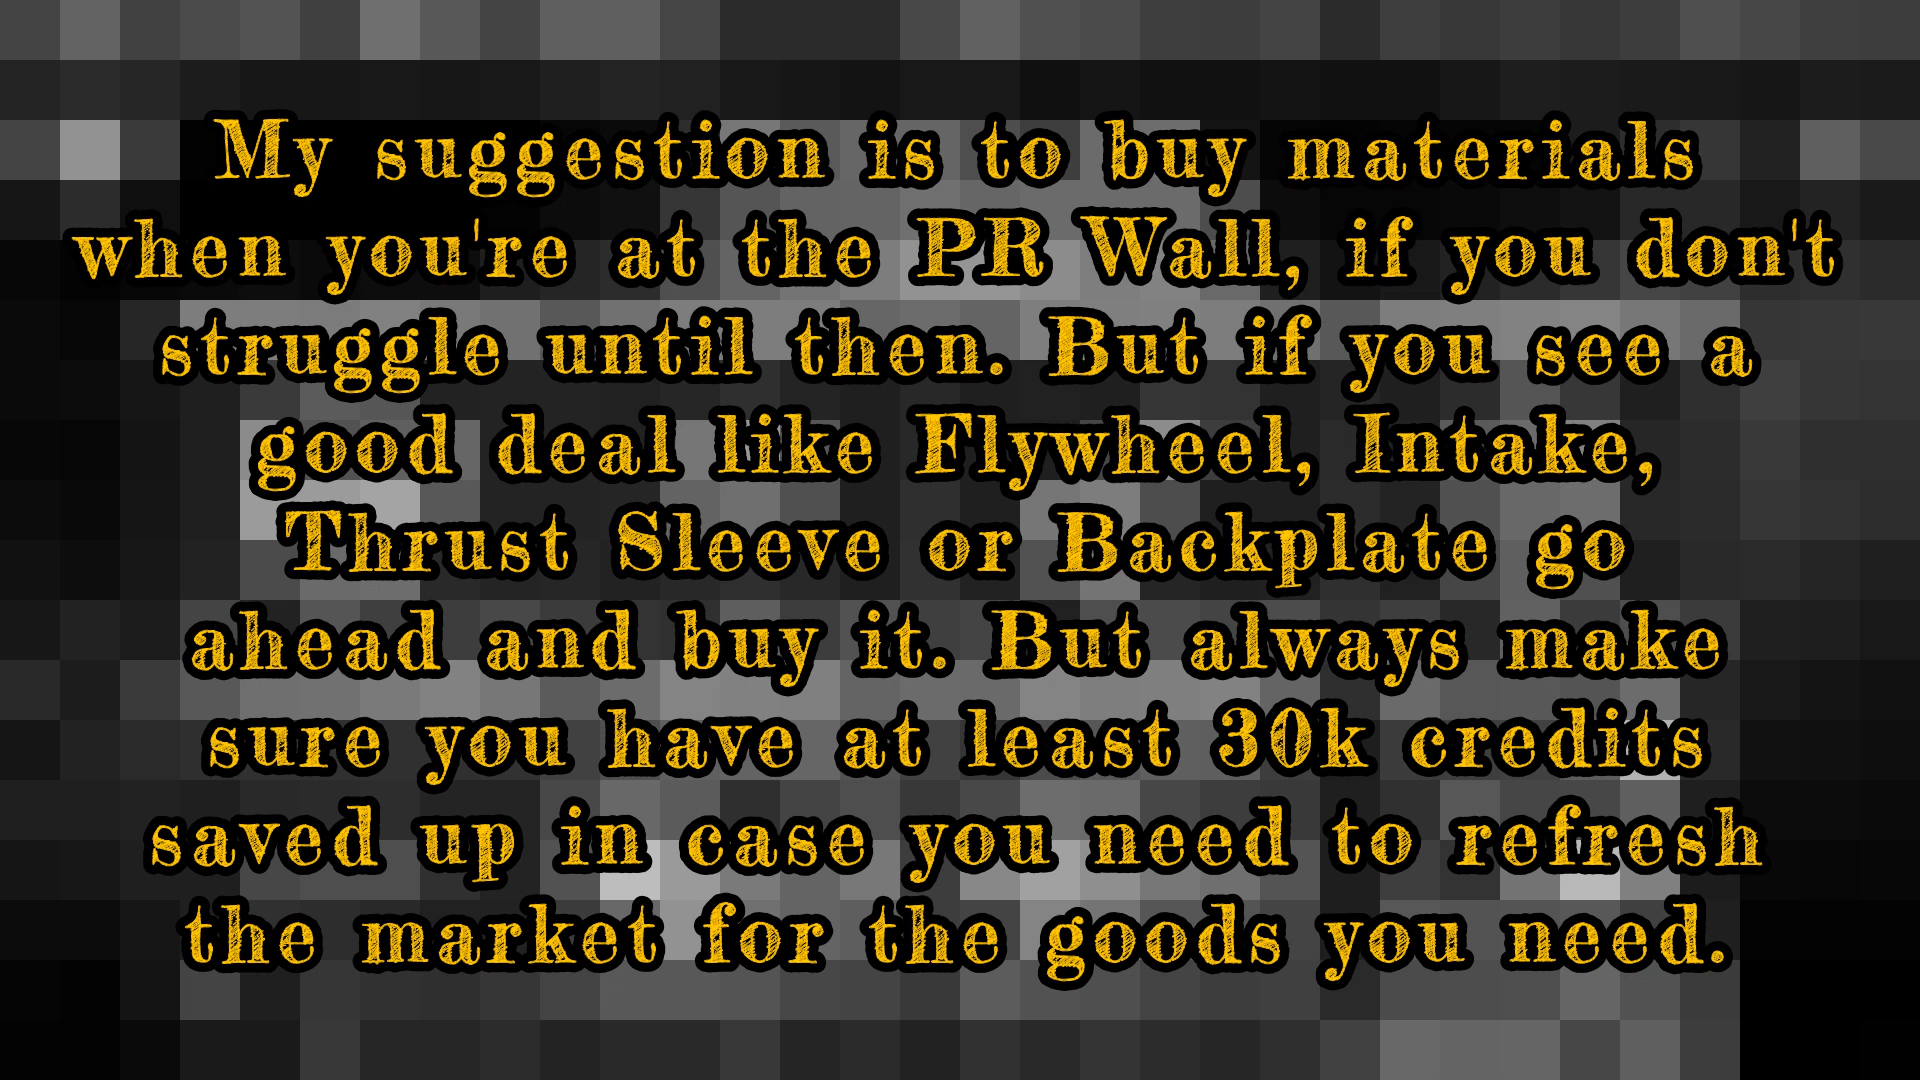 My suggestion is to buy materials
when you're at the PR Wall, if you don't
struggle until then. But if you see a
good deal like Flywheel, Intake,
Thrust Sleeve or Backplate go
ahead and buy it. But always make
sure you have at least 30k credits
saved up in case you need to refresh
the market for the goods you need.